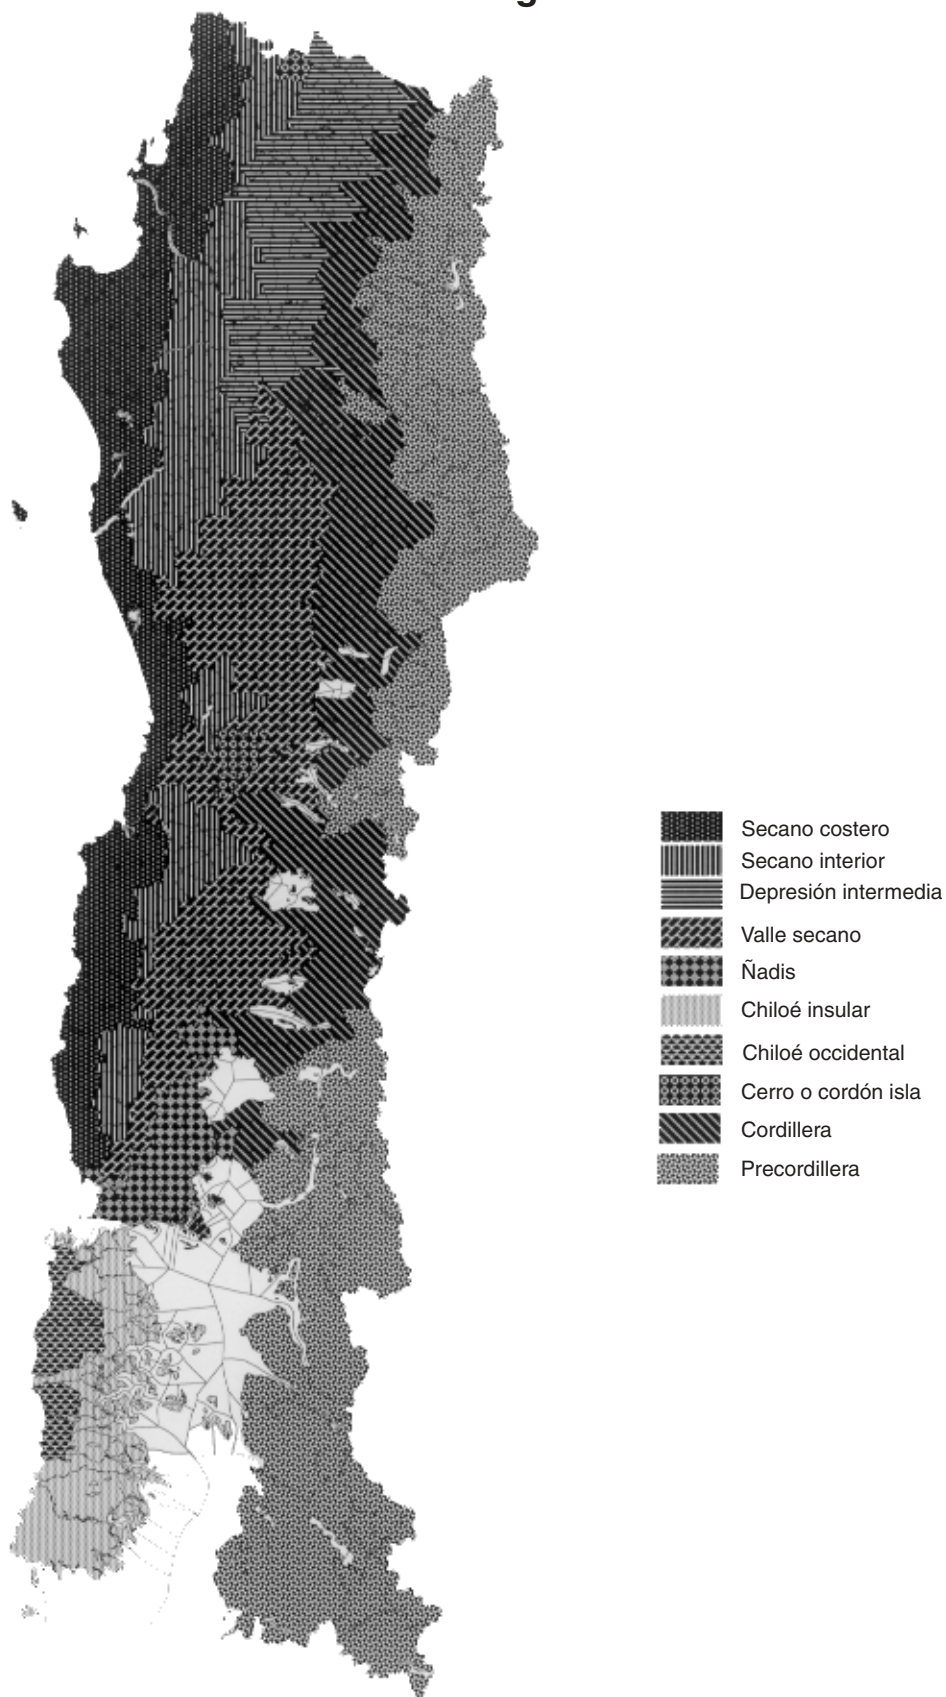 Secano costero
Secano interior
Depresión intermedia
Valle secano
Ñadis
Chiloé insular
Chiloé occidental
Cerro o cordón isla
Cordillera
Precordillera